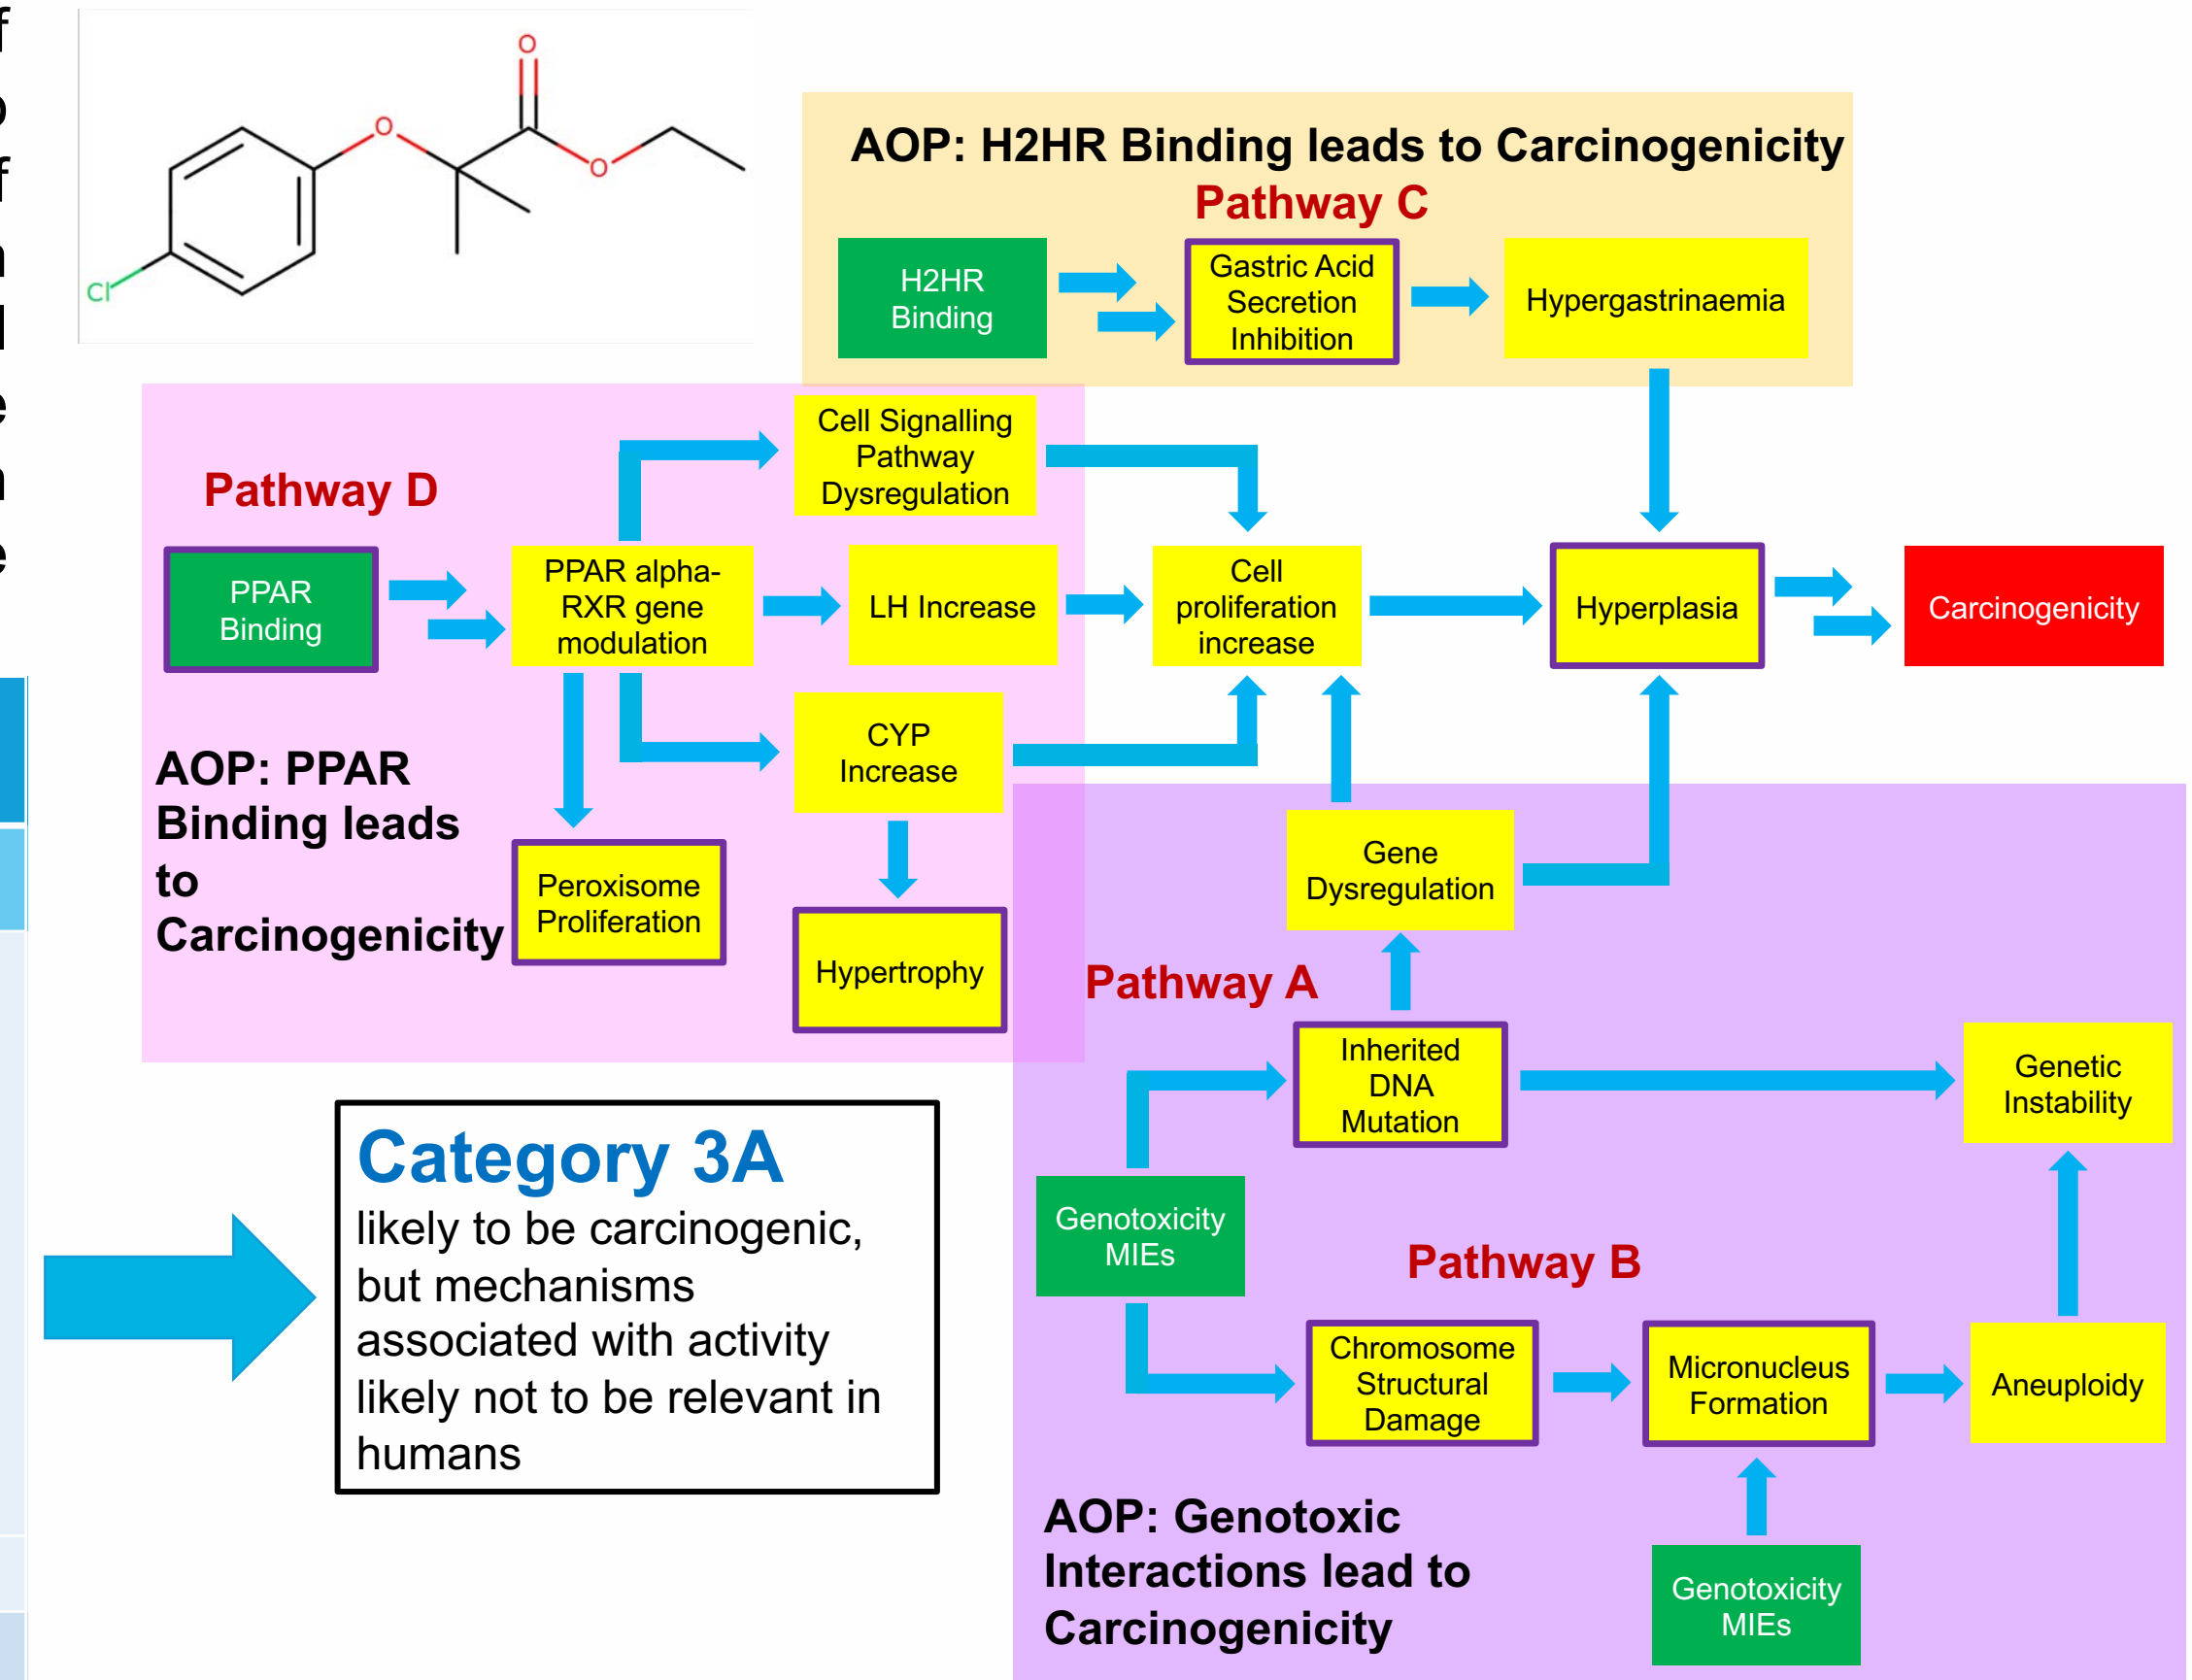 f
o
f
n
l
e
n
e
O
O
O
Cl
AOP: H2HR Binding leads to Carcinogenicity
Pathway C
H2HR
Binding
Gastric Acid
Secretion
Inhibition
Hypergastrinaemia
Pathway D
Cell Signalling
Pathway
Dysregulation
PPAR
Binding
PPAR alpha-
RXR gene
modulation
LH Increase
Cell
proliferation
increase
Hyperplasia
Carcinogenicity
CYP
Increase
AOP: PPAR
Binding leads
to
Carcinogenicity
Peroxisome
Proliferation
Hypertrophy
Gene
Dysregulation
Pathway A
Inherited
DNA
Mutation
Genetic
Instability
Genotoxicity
MIEs
Pathway B
Chromosome
Structural
Damage
Micronucleus
Formation
Aneuploidy
AOP: Genotoxic
Interactions lead to
Carcinogenicity
Genotoxicity
MIEs
Category 3A
likely to be carcinogenic,
but mechanisms
associated with activity
likely not to be relevant in
humans